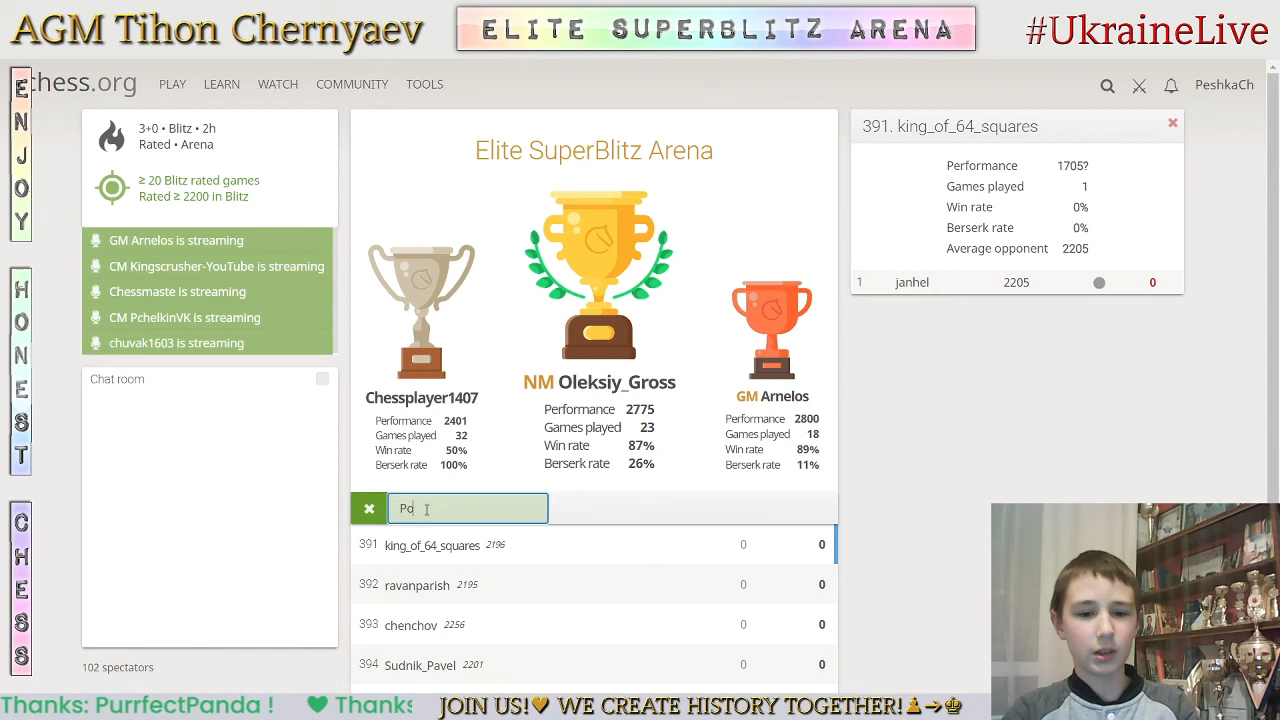 AGM Tihon Chernyaev
ELITE SUPERBLITZ ARENA
#UkraineLive
ENJOY
HONEST
CHESS
chess.org
PLAY LEARN WATCH COMMUNITY TOOLS
PeshkaCh
3+0 • Blitz • 2h
Rated • Arena
≥ 20 Blitz rated games
Rated ≥ 2200 in Blitz
GM Arnelos is streaming
CM Kingscrusher-YouTube is streaming
Chessmaste is streaming
CM PchelkinVK is streaming
chuvak1603 is streaming
Chat room
102 spectators
Elite SuperBlitz Arena
Chessplayer1407
Performance 2401
Games played 32
Win rate 50%
Berserk rate 100%
NM Oleksiy_Gross
Performance 2775
Games played 23
Win rate 87%
Berserk rate 26%
GM Arnelos
Performance 2800
Games played 18
Win rate 89%
Berserk rate 11%
Po
391 king_of_64_squares 2196 0 0
392 ravanparish 2195 0 0
393 chenchov 2256 0 0
394 Sudnik_Pavel 2201 0 0
391. king_of_64_squares
Performance 1705?
Games played 1
Win rate 0%
Berserk rate 0%
Average opponent 2205
1 janhel 2205 0
Thanks: PurrfectPanda ! Thanks
JOIN US! WE CREATE HISTORY TOGETHER!